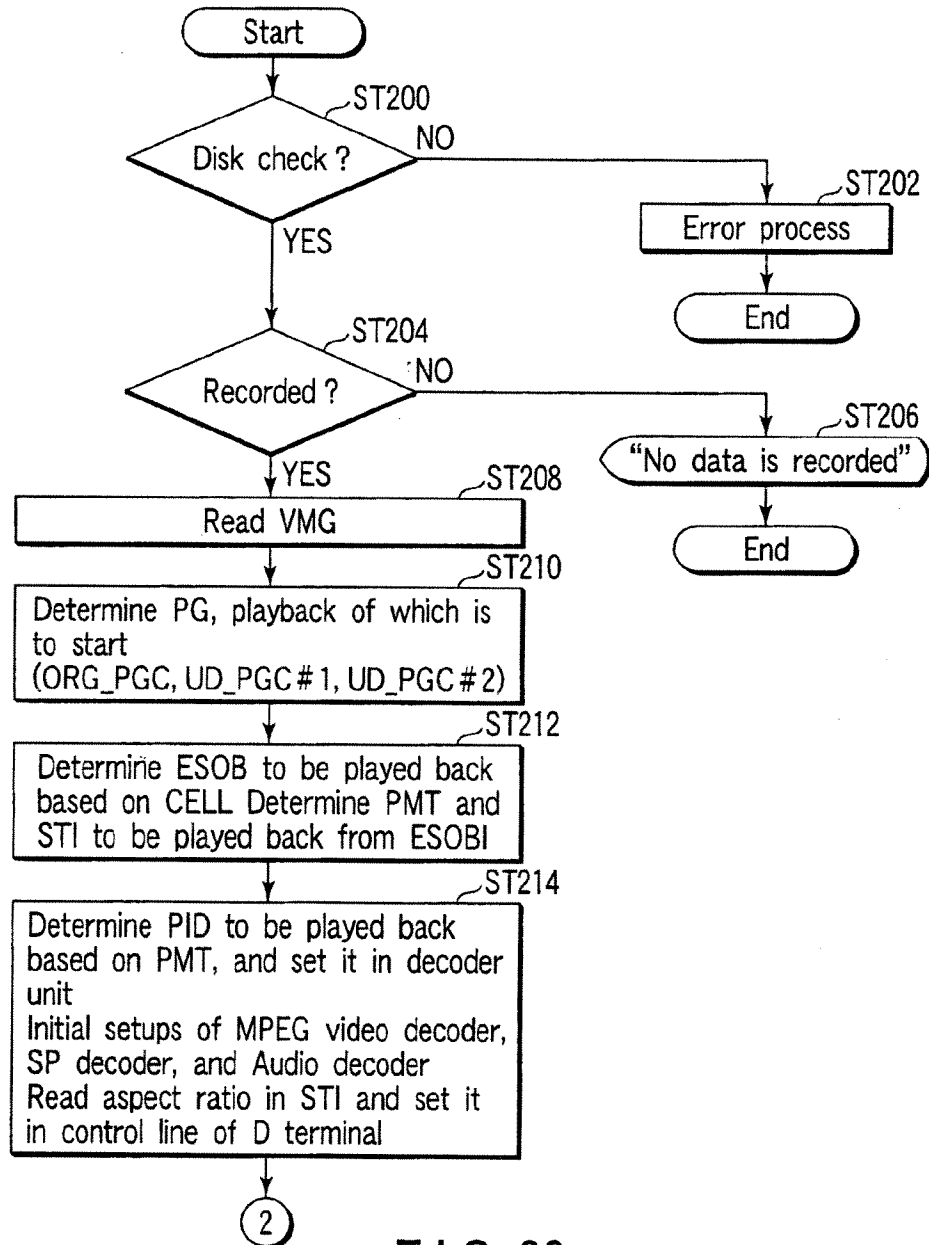 Start
ST200
Disk check ?
NO
YES
ST202
Error process
End
ST204
Recorded ?
NO
YES
ST206
“No data is recorded”
End
ST208
Read VMG
ST210
Determine PG, playback of which is
to start
(ORG_PGC, UD_PGC#1, UD_PGC#2)
ST212
Determine ESOB to be played back
based on CELL Determine PMT and
STI to be played back from ESOBI
ST214
Determine PID to be played back
based on PMT, and set it in decoder
unit
Initial setups of MPEG video decoder,
SP decoder, and Audio decoder
Read aspect ratio in STI and set it
in control line of D terminal
2